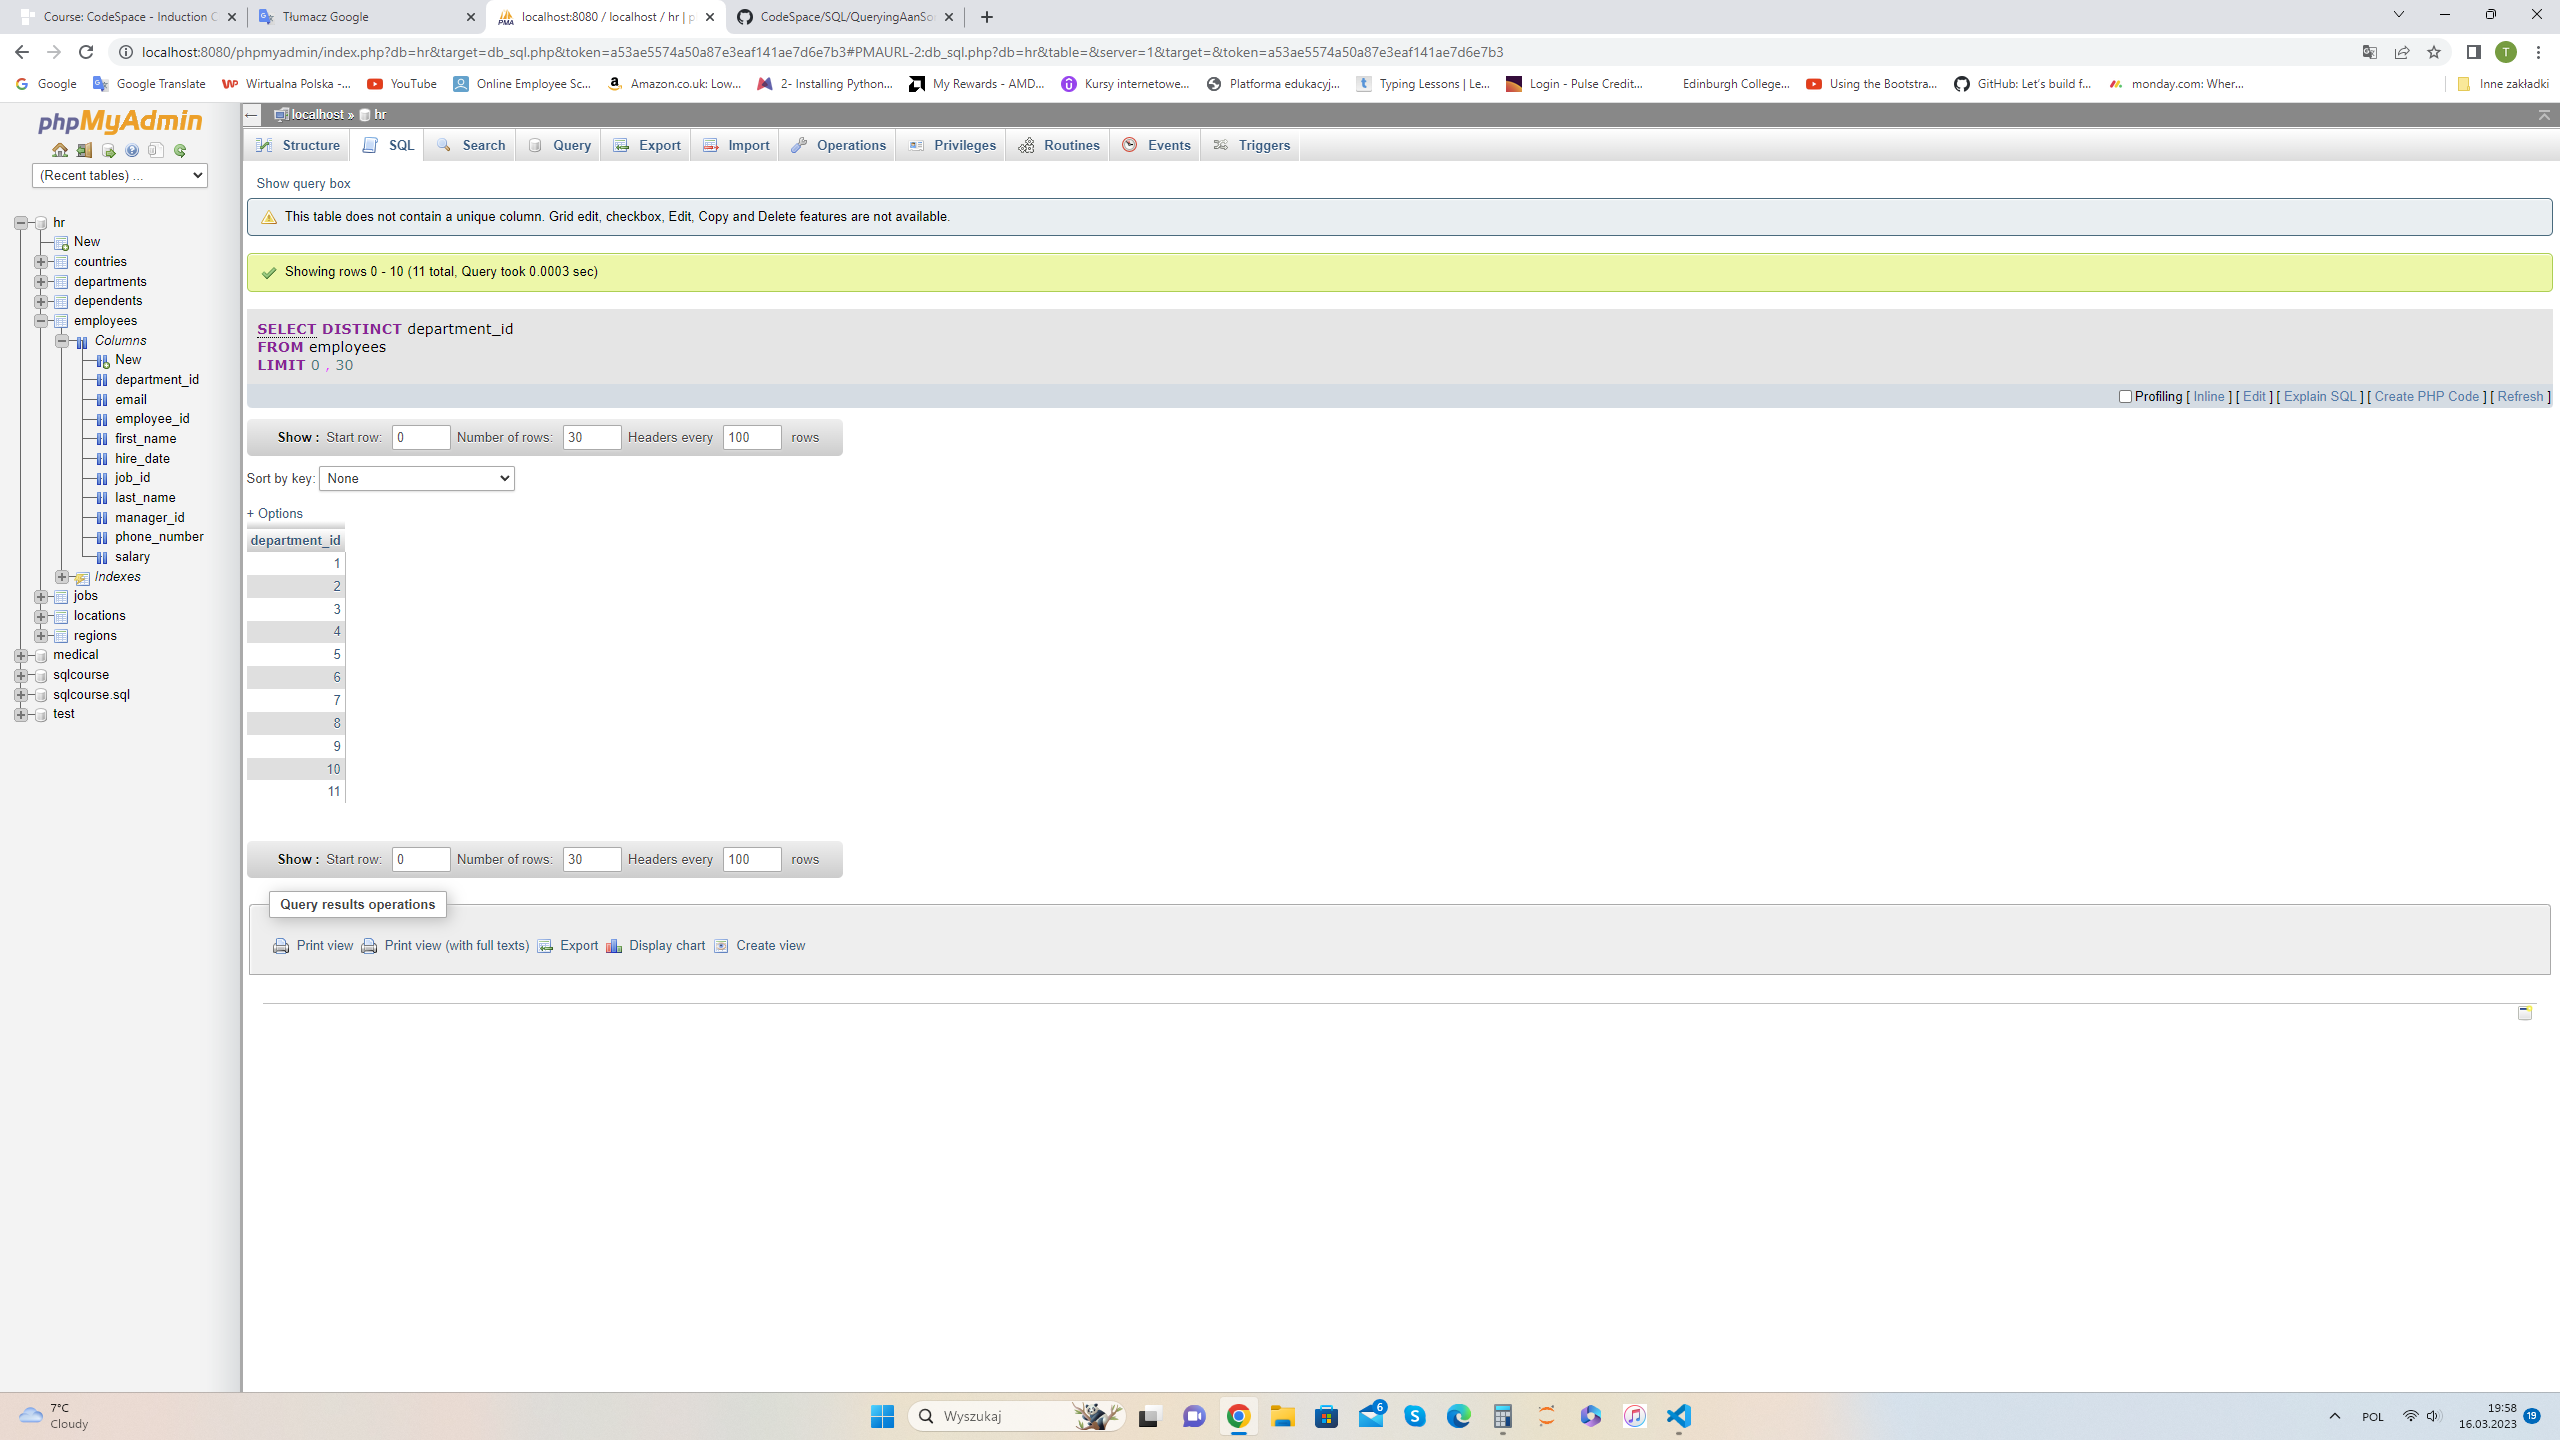 Course: CodeSpace - Induction C
Tłumacz Google
localhost:8080 / localhost / hr | p
CodeSpace/SQL/QueryingAanSo
localhost:8080/phpmyadmin/index.php?db=hr&target=db_sql.php&token=a53ae5574a50a87e3eaf141ae7d6e7b3#PMAURL-2:db_sql.php?db=hr&table=&server=1&target=&token=a53ae5574a50a87e3eaf141ae7d6e7b3
T
Google
Google Translate
Wirtualna Polska -...
YouTube
Online Employee Sc...
Amazon.co.uk: Low...
2- Installing Python...
My Rewards - AMD...
Kursy internetowe...
Platforma edukacyj...
Typing Lessons | Le...
Login - Pulse Credit...
Edinburgh College...
Using the Bootstra...
GitHub: Let's build f...
monday.com: Wher...
Inne zakładki
phpMyAdmin
(Recent tables) ...
hr
New
countries
departments
dependents
employees
Columns
New
department_id
email
employee_id
first_name
hire_date
job_id
last_name
manager_id
phone_number
salary
Indexes
jobs
locations
regions
medical
sqlcourse
sqlcourse.sql
test
localhost » hr
Structure SQL Search Query Export Import Operations Privileges Routines Events Triggers
Show query box
This table does not contain a unique column. Grid edit, checkbox, Edit, Copy and Delete features are not available.
Showing rows 0 - 10 (11 total, Query took 0.0003 sec)
SELECT DISTINCT department_id
FROM employees
LIMIT 0 , 30
Profiling [ Inline ] [ Edit ] [ Explain SQL ] [ Create PHP Code ] [ Refresh ]
Show : Start row: 0 Number of rows: 30 Headers every 100 rows
Sort by key: None
+ Options
department_id
1
2
3
4
5
6
7
8
9
10
11
Show : Start row: 0 Number of rows: 30 Headers every 100 rows
Query results operations
Print view Print view (with full texts) Export Display chart Create view
7°C
Cloudy
Wyszukaj
6
POL
19:58
16.03.2023
19